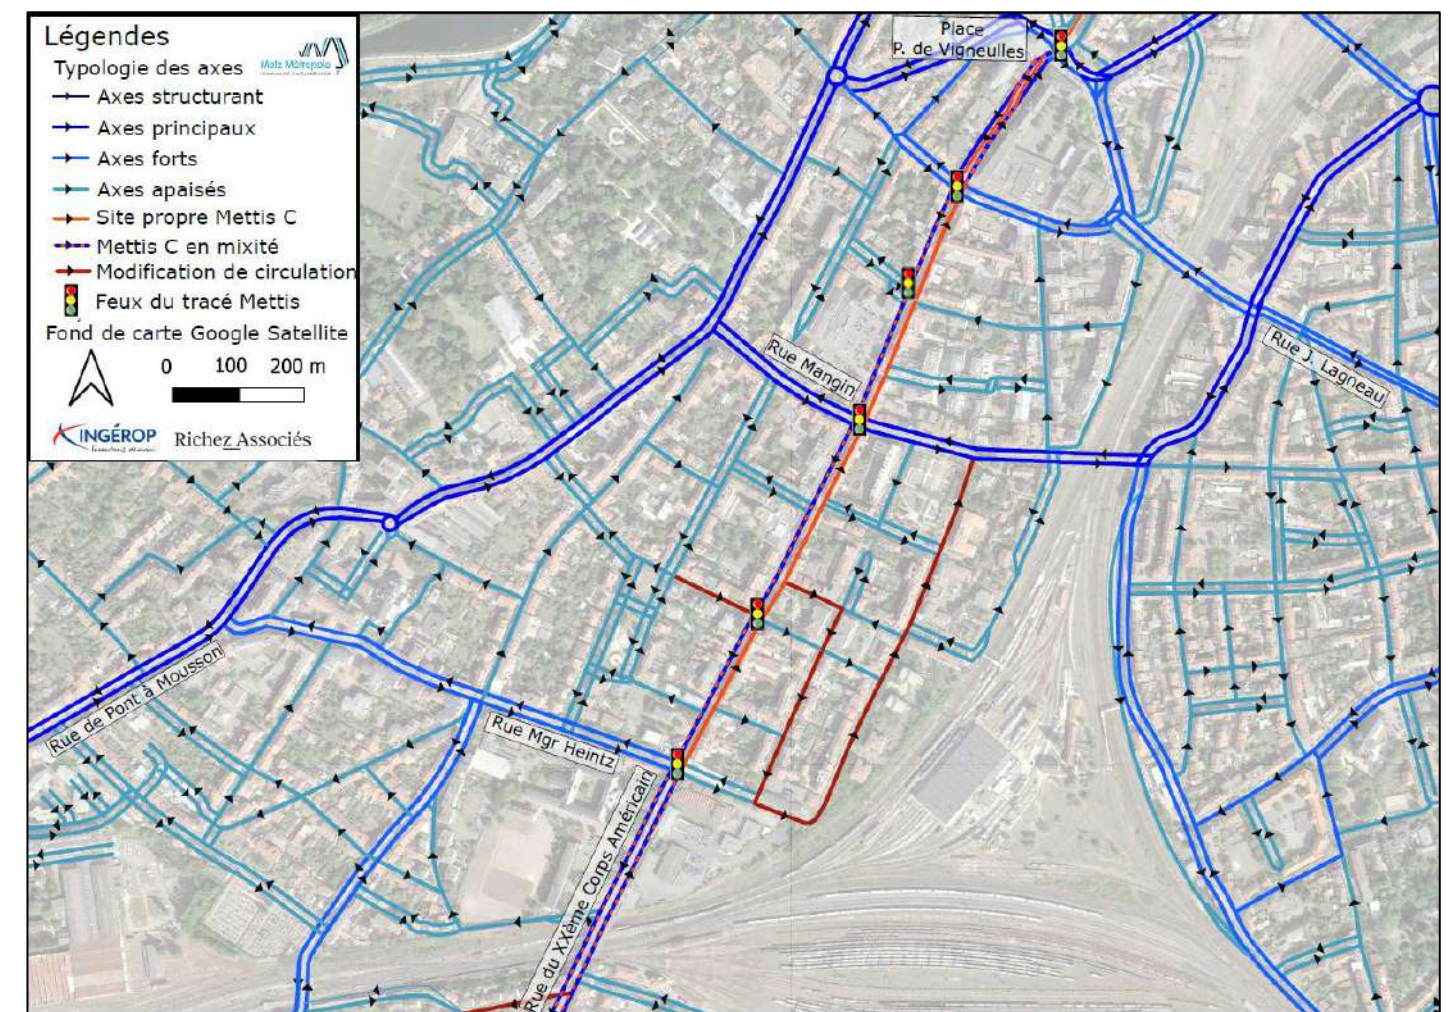 Légendes
Metz Métropole
Typologie des axes
Axes structurant
Axes principaux
Axes forts
Axes apaisés
Site propre Mettis C
Mettis C en mixité
Modification de circulation
Feux du tracé Mettis
Fond de carte Google Satellite
0 100 200 m
INGÉROP
Richez_Associés
Place
P. de Vigneulles
Rue Mangin
Rue J. Lagneau
Rue de Pont à Mousson
Rue Mgr Heintz
Rue du XXème Corps Américain